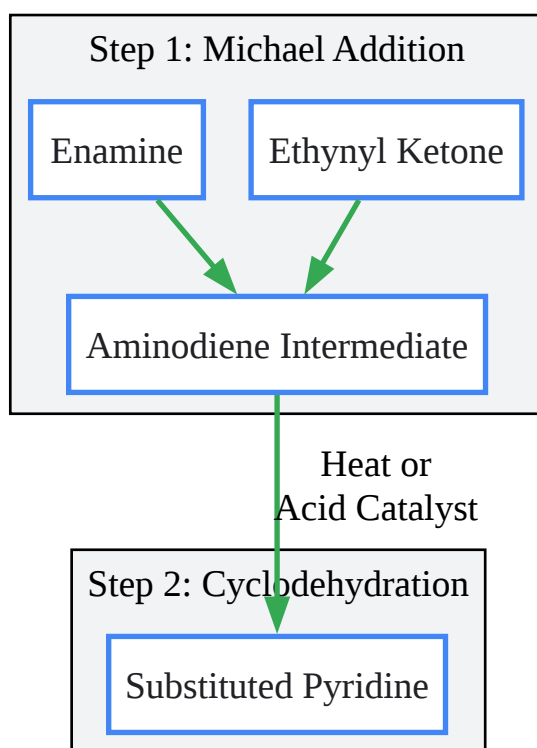 Step 1: Michael Addition
Enamine
Ethynyl Ketone
Aminodiene Intermediate
Heat or
Acid Catalyst
Step 2: Cyclodehydration
Substituted Pyridine